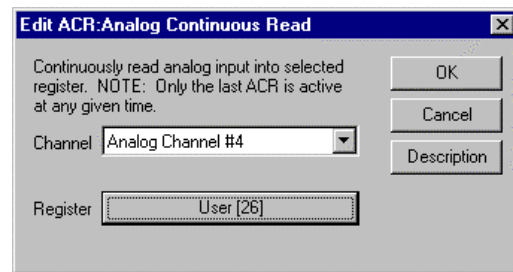 Edit ACR:Analog Continuous Read
Continuously read analog input into selected
register.  NOTE:  Only the last ACR is active
at any given time.
OK
Cancel
Channel
Analog Channel #4
Description
Register
User [26]